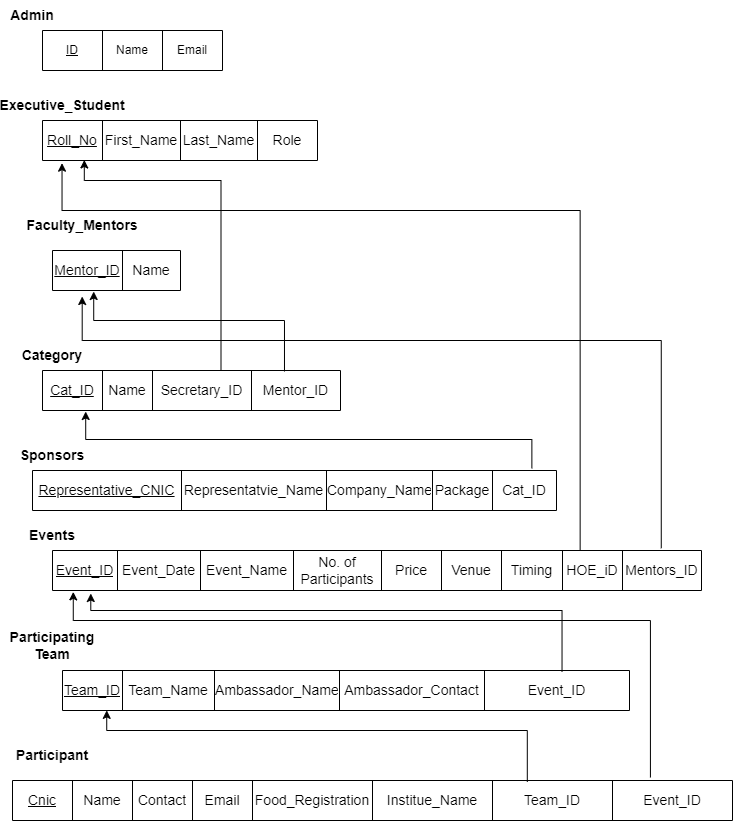 Admin
ID Name Email
Executive_Student
Roll_No First_Name Last_Name Role
Faculty_Mentors
Mentor_ID Name
Category
Cat_ID Name Secretary_ID Mentor_ID
Sponsors
Representative_CNIC Representatvie_Name Company_Name Package Cat_ID
Events
Event_ID Event_Date Event_Name No. of Participants Price Venue Timing HOE_iD Mentors_ID
Participating
Team
Team_ID Team_Name Ambassador_Name Ambassador_Contact Event_ID
Participant
Cnic Name Contact Email Food_Registration Institue_Name Team_ID Event_ID